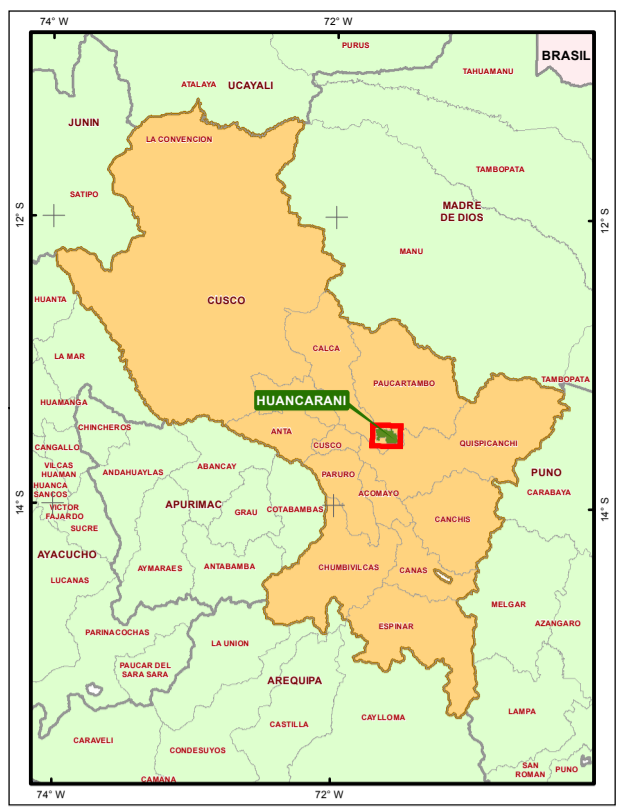 74° W
72° W
PURUS
BRASIL
TAHUAMANU
ATALAYA
UCAYALI
JUNIN
LA CONVENCION
TAMBOPATA
SATIPO
MADRE
DE DIOS
12° S
12° S
MANU
HUANTA
CUSCO
CALCA
LA MAR
PAUCARTAMBO
TAMBOPATA
HUANCARANI
HUAMANGA
CHINCHEROS
ANTA
CUSCO
QUISPICANCHI
CANGALLO
VILCAS
HUAMAN
ANDAHUAYLAS
ABANCAY
PARURO
PUNO
HUANCA
SANCOS
ACOMAYO
CARABAYA
APURIMAC
COTABAMBAS
GRAU
VICTOR
FAJARDO
14° S
14° S
CANCHIS
SUCRE
AYACUCHO
AYMARAES
ANTABAMBA
CHUMBIVILCAS
CANAS
LUCANAS
MELGAR
AZANGARO
PARINACOCHAS
ESPINAR
LA UNION
PAUCAR DEL
SARA SARA
AREQUIPA
CAYLLOMA
LAMPA
CASTILLA
CARAVELI
CONDESUYOS
SAN
ROMAN
PUNO
CAMANA
74° W
72° W